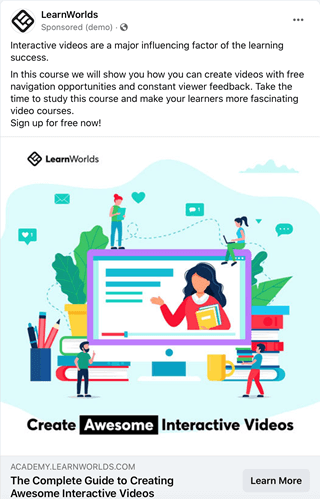 LearnWorlds
Sponsored (demo) ·
Interactive videos are a major influencing factor of the learning
success.
In this course we will show you how you can create videos with free
navigation opportunities and constant viewer feedback. Take the
time to study this course and make your learners more fascinating
video courses.
Sign up for free now!
LearnWorlds
1
1
Create Awesome Interactive Videos
ACADEMY.LEARNWORLDS.COM
The Complete Guide to Creating
Awesome Interactive Videos
Learn More